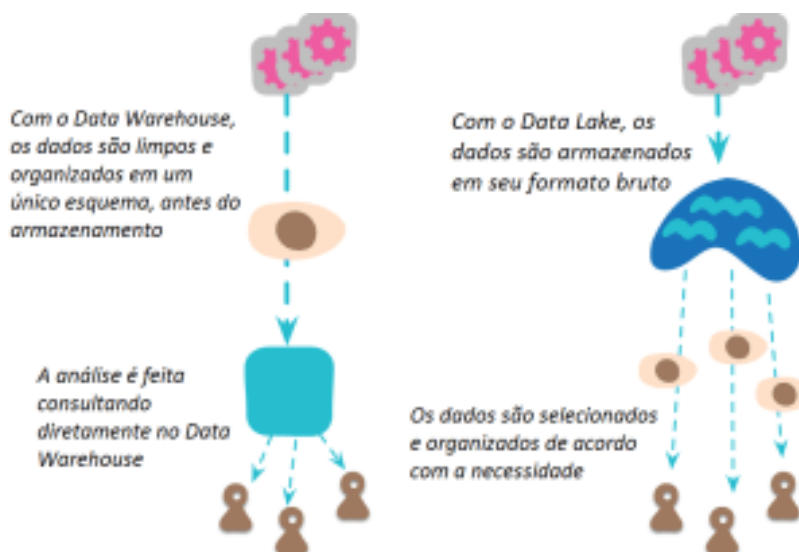 Com o Data Warehouse,
os dados são limpos e
organizados em um
único esquema, antes do
armazenamento
A análise é feita
consultando
diretamente no Data
Warehouse
Com o Data Lake, os
dados são armazenados
em seu formato bruto
Os dados são selecionados
e organizados de acordo
com a necessidade